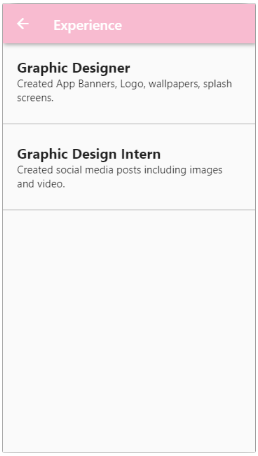 Experience
Graphic Designer
Created App Banners, Logo, wallpapers, splash
screens.
Graphic Design Intern
Created social media posts including images
and video.